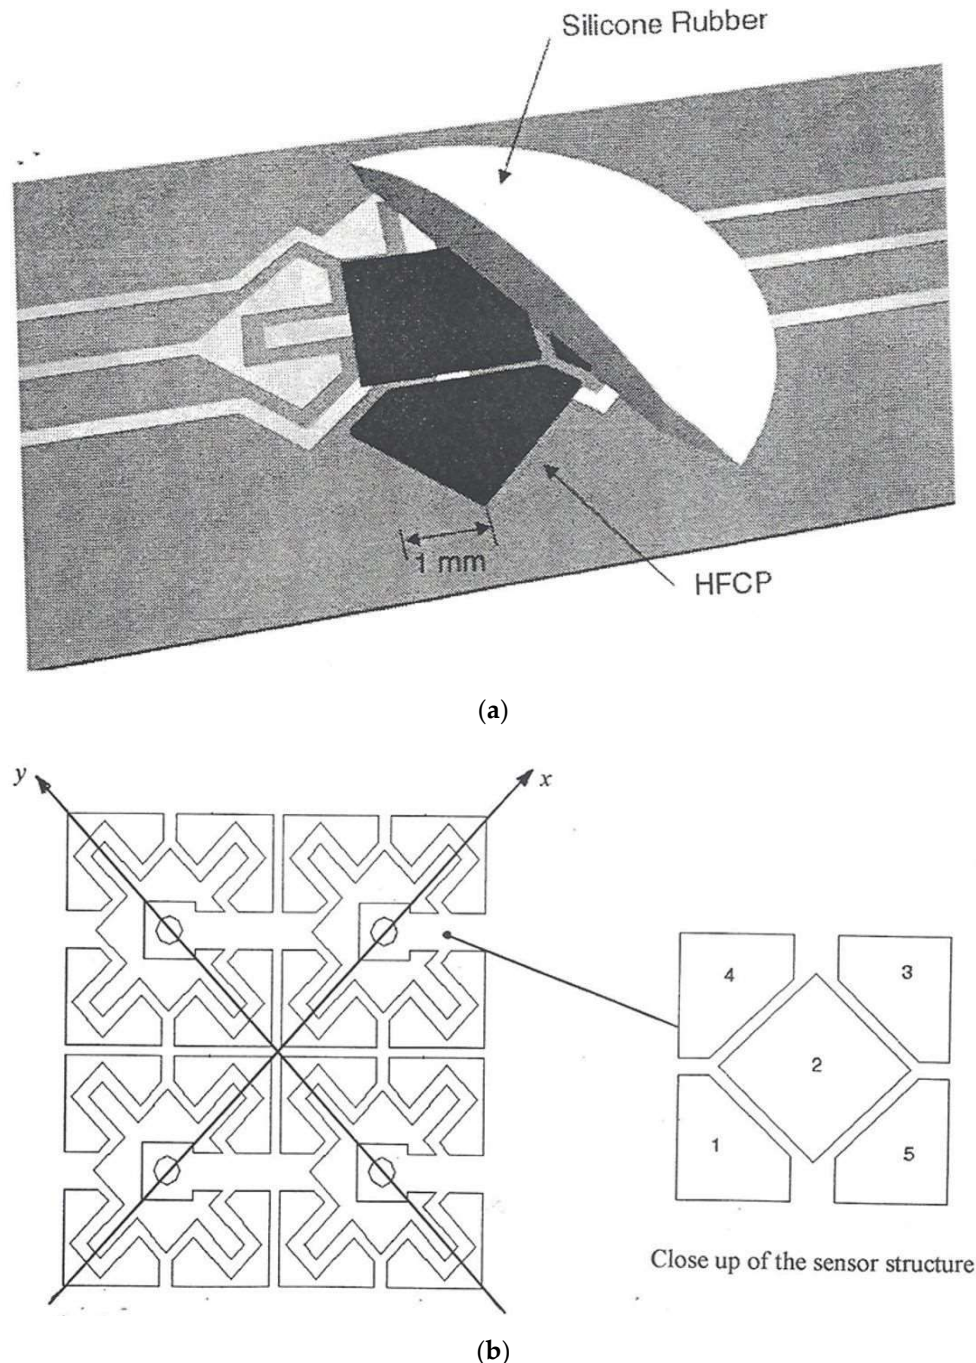 Silicone Rubber
1 mm
HFCP
(a)
y
x
4
3
2
1
5
Close up of the sensor structure
(b)